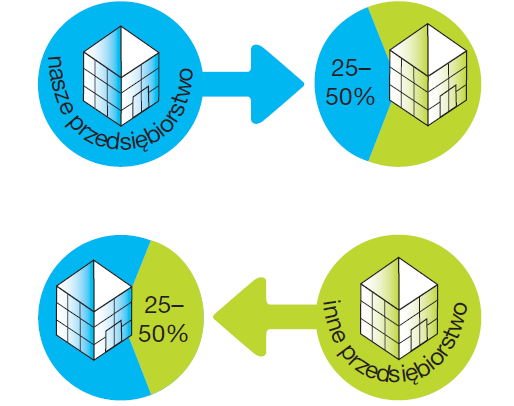 nasze przedsiębiorstwo
25–
50%
25–
50%
inne przedsiębiorstwo